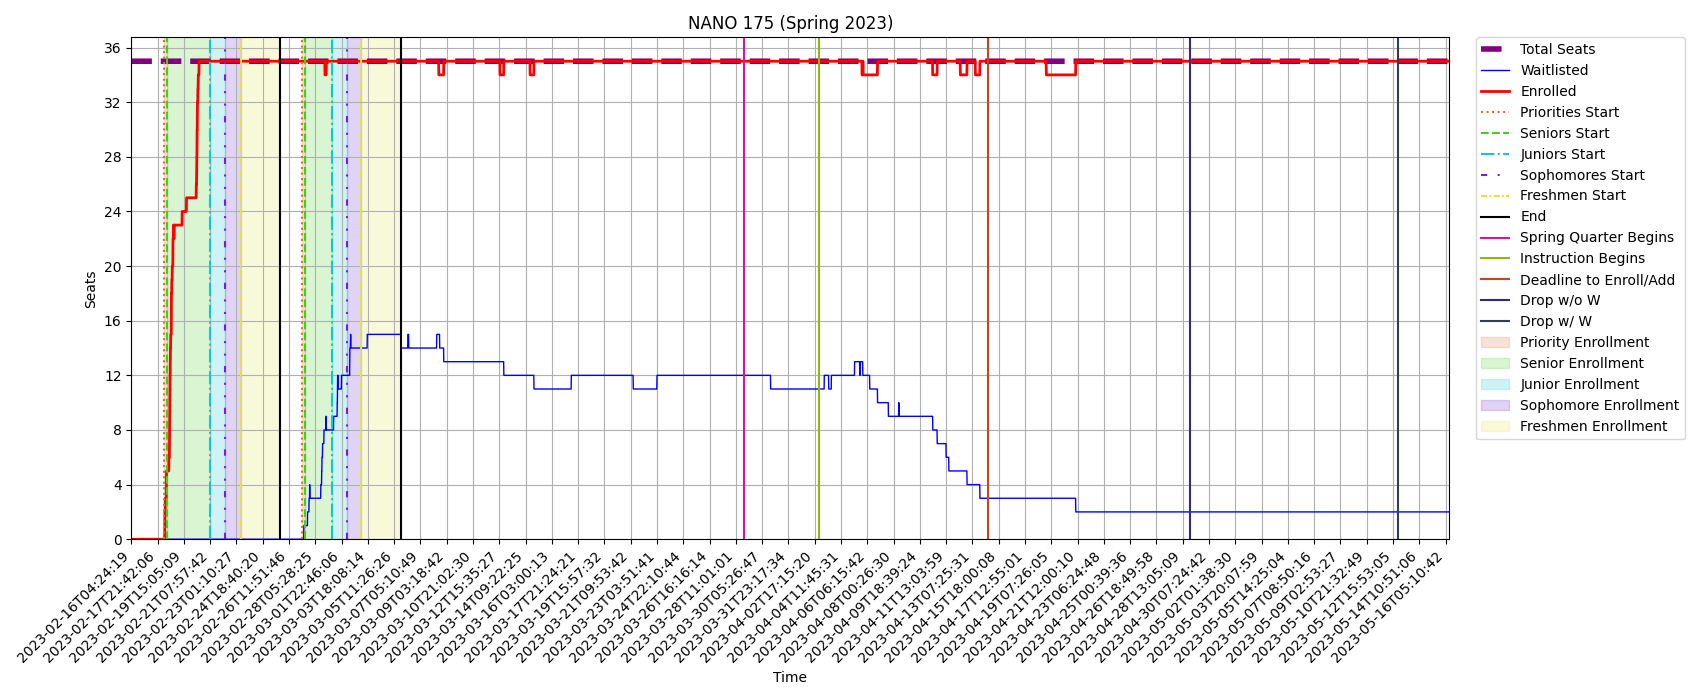 NANO 175 (Spring 2023)
Seats
36
32
28
24
20
16
12
8
4
0
2023-02-16T04:24:19
2023-02-17T21:42:06
2023-02-19T15:05:09
2023-02-21T07:57:42
2023-02-23T01:10:27
2023-02-24T18:40:20
2023-02-26T11:51:46
2023-02-28T05:28:25
2023-03-01T22:46:06
2023-03-03T18:08:14
2023-03-05T11:26:26
2023-03-07T05:10:49
2023-03-09T03:18:42
2023-03-12T11:02:30
2023-03-12T15:35:27
2023-03-14T09:22:25
2023-03-16T03:00:13
2023-03-17T21:24:21
2023-03-19T15:57:32
2023-03-21T09:53:42
2023-03-23T03:51:41
2023-03-24T22:10:44
2023-03-26T16:16:14
2023-03-28T11:01:01
2023-03-30T05:26:47
2023-03-31T23:17:34
2023-04-02T17:15:20
2023-04-04T11:45:31
2023-04-06T06:15:42
2023-04-08T00:26:30
2023-04-09T18:39:24
2023-04-11T13:03:59
2023-04-13T07:25:31
2023-04-15T18:00:08
2023-04-17T12:55:01
2023-04-19T07:26:05
2023-04-21T12:00:10
2023-04-23T06:24:48
2023-04-25T00:39:36
2023-04-26T18:49:58
2023-04-28T13:05:09
2023-04-30T07:24:42
2023-05-02T01:38:30
2023-05-03T20:07:59
2023-05-05T14:25:04
2023-05-07T08:50:16
2023-05-09T02:53:27
2023-05-10T21:32:49
2023-05-12T15:53:05
2023-05-14T10:51:06
2023-05-16T05:10:42
Time
Total Seats
Waitlisted
Enrolled
Priorities Start
Seniors Start
Juniors Start
Sophomores Start
Freshmen Start
End
Spring Quarter Begins
Instruction Begins
Deadline to Enroll/Add
Drop w/o W
Drop w/ W
Priority Enrollment
Senior Enrollment
Junior Enrollment
Sophomore Enrollment
Freshmen Enrollment